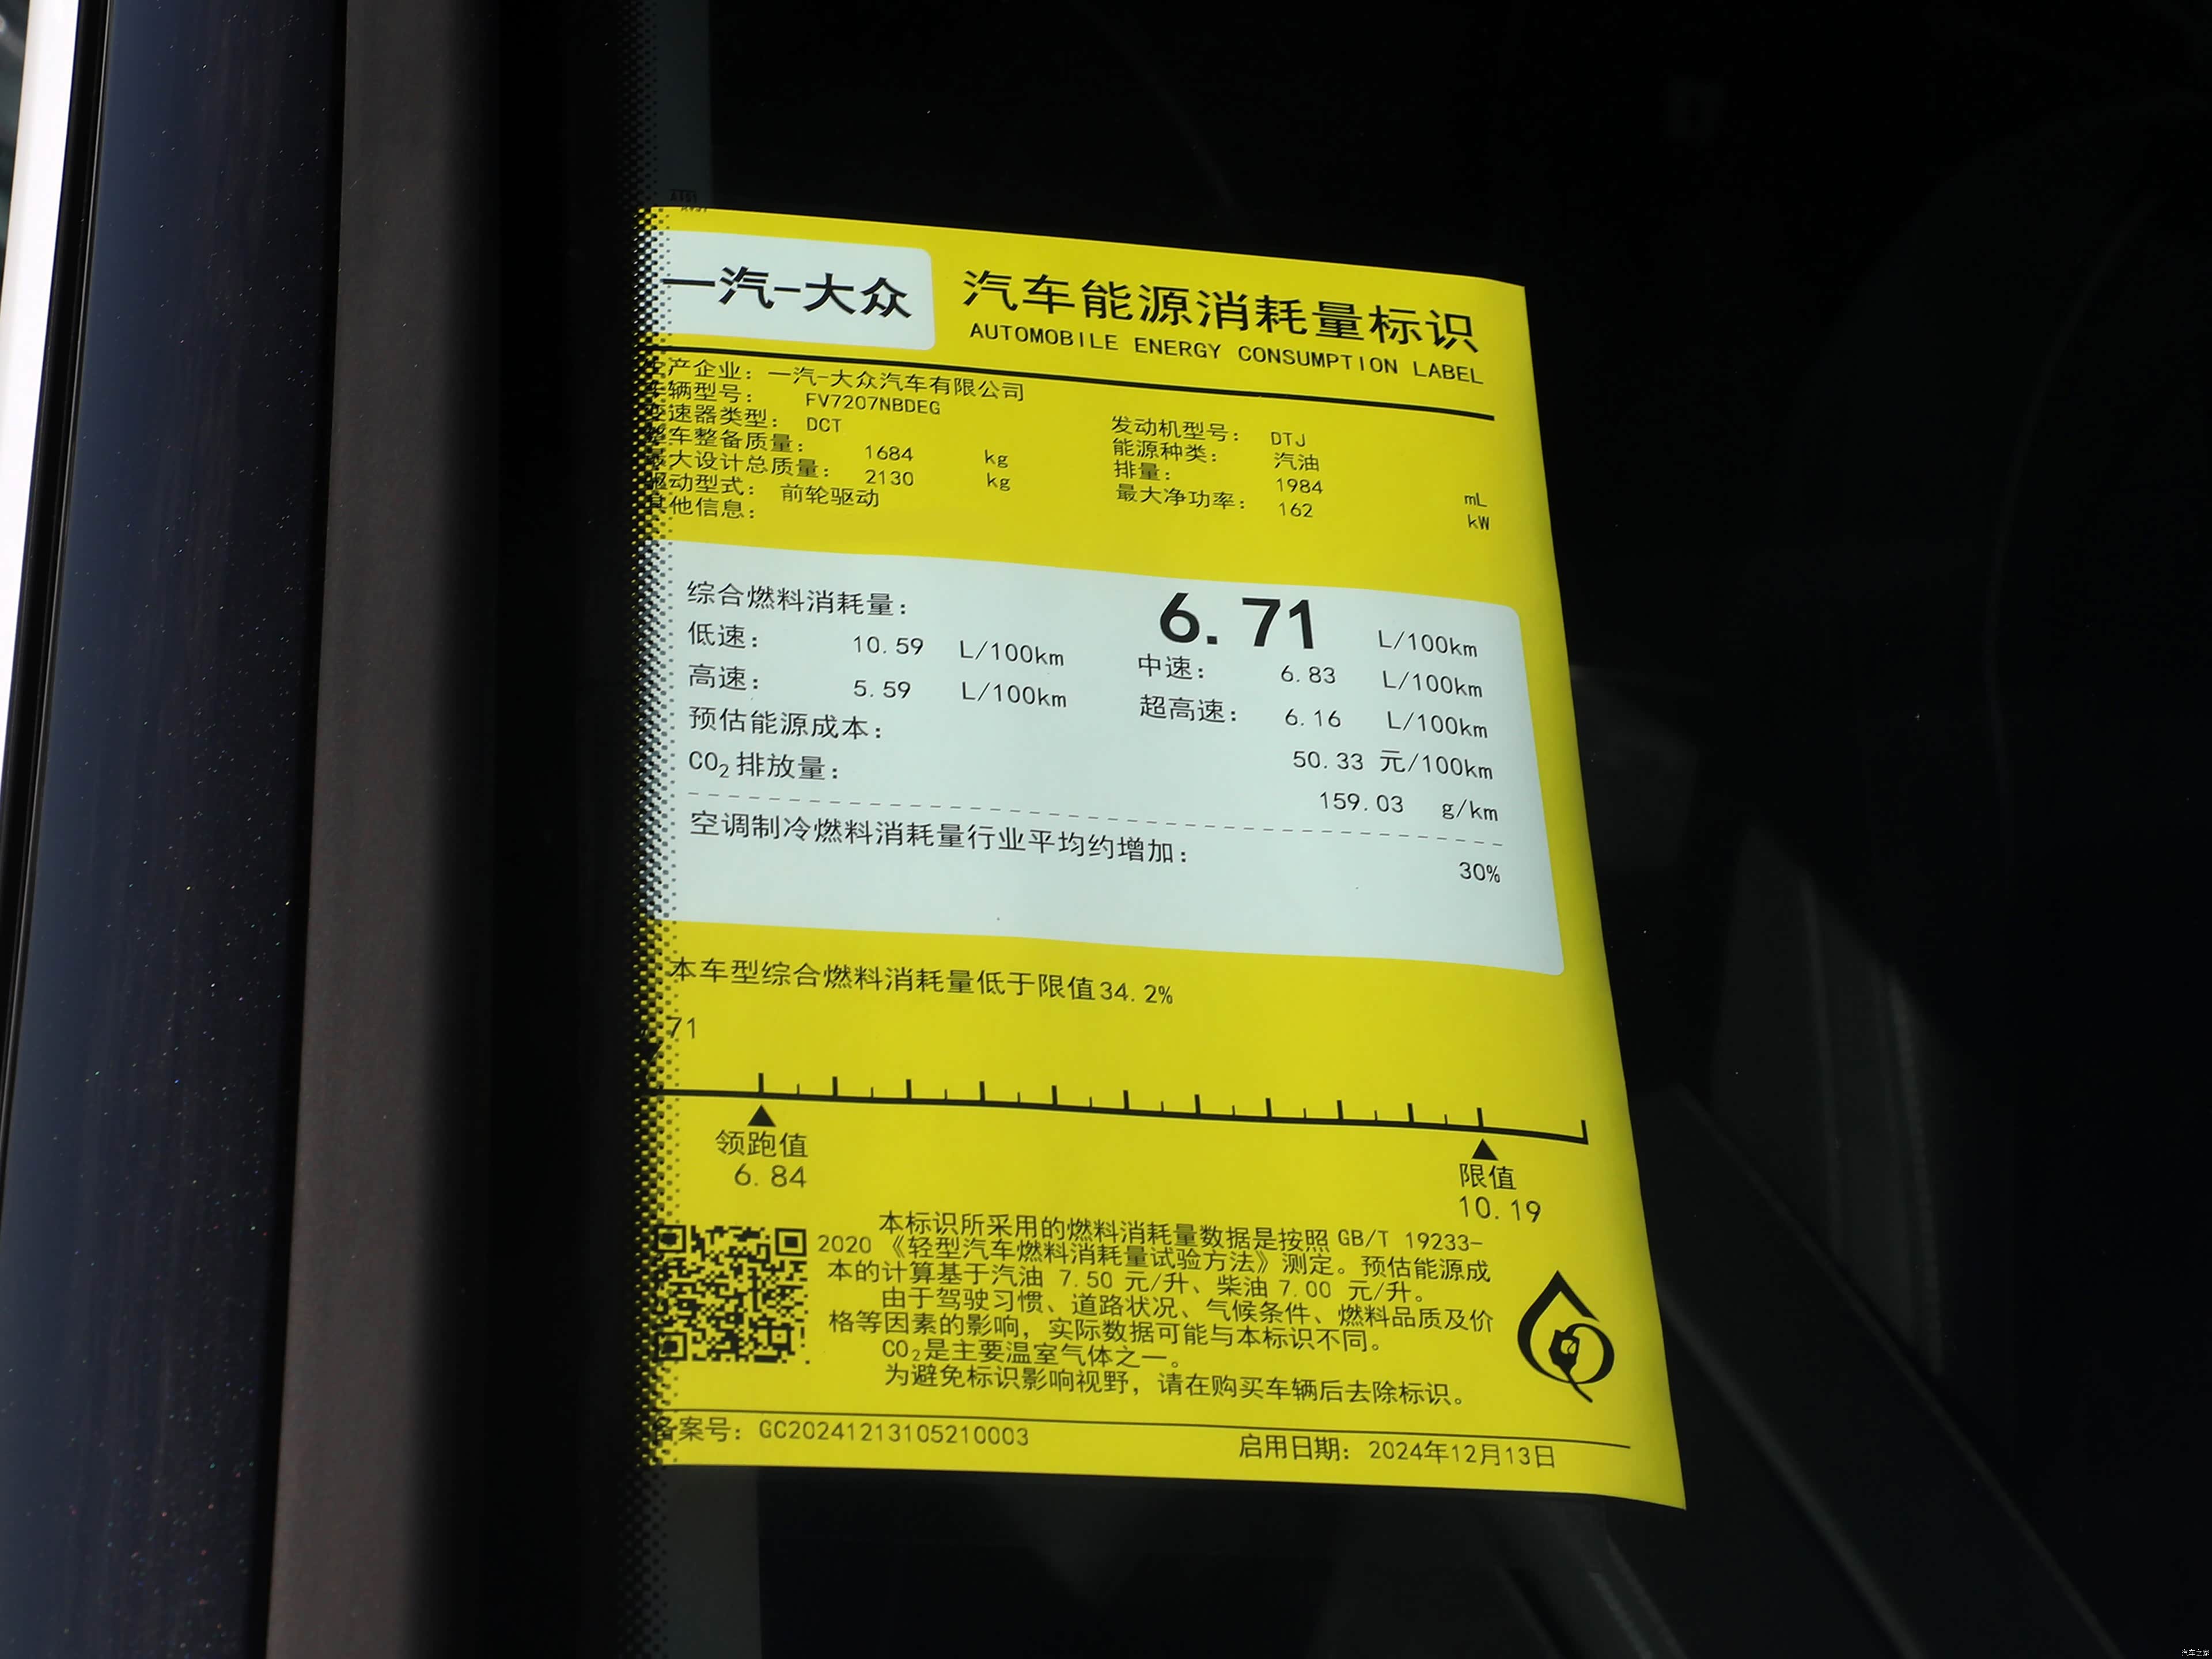 一汽-大众
汽车能源消耗量标识
AUTOMOBILE ENERGY CONSUMPTION LABEL
生产企业: 一汽-大众汽车有限公司
车辆型号: FV7207NBDEG
发动机型号: DTJ
变速器类型: DCT
能源种类: 汽油
整车整备质量: 1684 kg
排量: 1984 mL
最大设计总质量: 2130 kg
最大净功率: 162 kW
驱动型式: 前轮驱动
其他信息:
综合燃料消耗量: 6.71 L/100km
低速: 10.59 L/100km 中速: 6.83 L/100km
高速: 5.59 L/100km 超高速: 6.16 L/100km
预估能源成本: 50.33 元/100km
CO₂排放量: 159.03 g/km
空调制冷燃料消耗量行业平均约增加: 30%
本车型综合燃料消耗量低于限值34.2%
71
领跑值
6.84
限值
10.19
本标识所采用的燃料消耗量数据是按照 GB/T 19233-
2020 《轻型汽车燃料消耗量试验方法》测定。预估能源成
本的计算基于汽油 7.50 元/升、柴油 7.00 元/升。
由于驾驶习惯、道路状况、气候条件、燃料品质及价
格等因素的影响，实际数据可能与本标识不同。
CO₂是主要温室气体之一。
为避免标识影响视野，请在购买车辆后去除标识。
备案号: GC20241213105210003
启用日期: 2024年12月13日
汽车之家